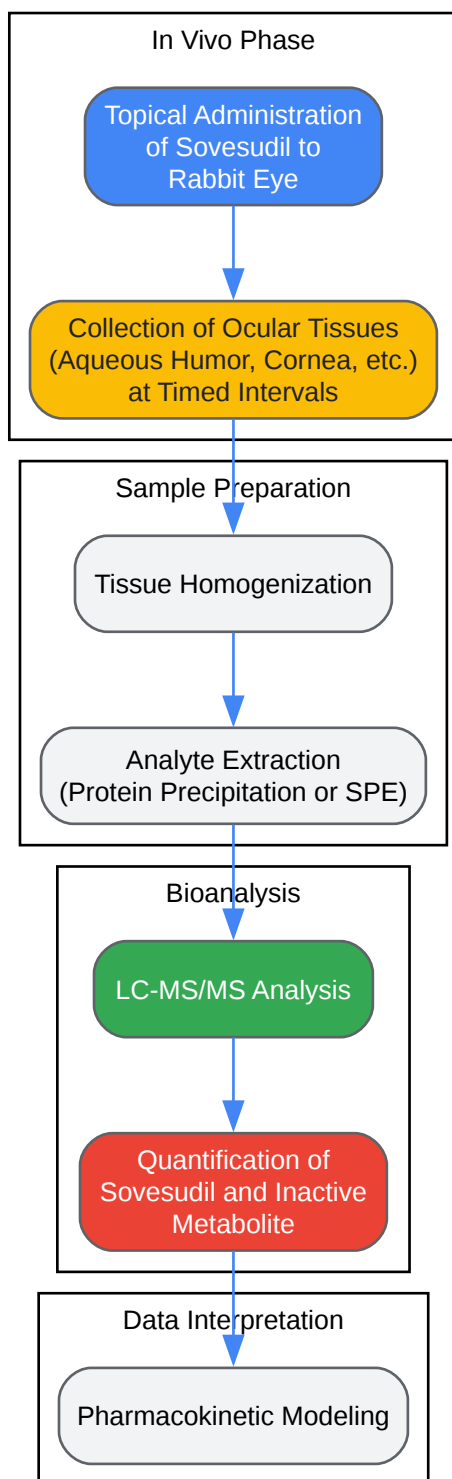 In Vivo Phase
Topical Administration
of Sovesudil to
Rabbit Eye
Collection of Ocular Tissues
(Aqueous Humor, Cornea, etc.)
at Timed Intervals
Sample Preparation
Tissue Homogenization
Analyte Extraction
(Protein Precipitation or SPE)
Bioanalysis
LC-MS/MS Analysis
Quantification of
Sovesudil and Inactive
Metabolite
Data Interpretation
Pharmacokinetic Modeling